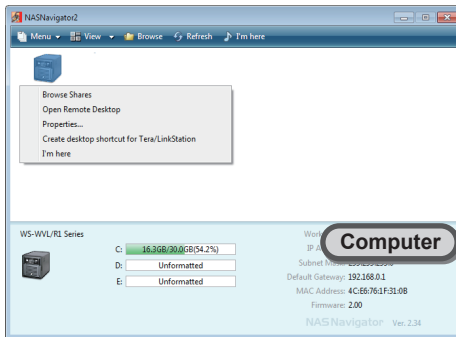 NASNavigator2
Menu View Browse Refresh I'm here
Browse Shares
Open Remote Desktop
Properties...
Create desktop shortcut for Tera/LinkStation
I'm here
WS-WVL/R1 Series
C: 16.3GB/30.0GB(54.2%)
D: Unformatted
E: Unformatted
Computer
Subnet
Default Gateway: 192.168.0.1
MAC Address: 4C:E6:76:1F:31:0B
Firmware: 2.00
NASNavigator Ver. 2.34